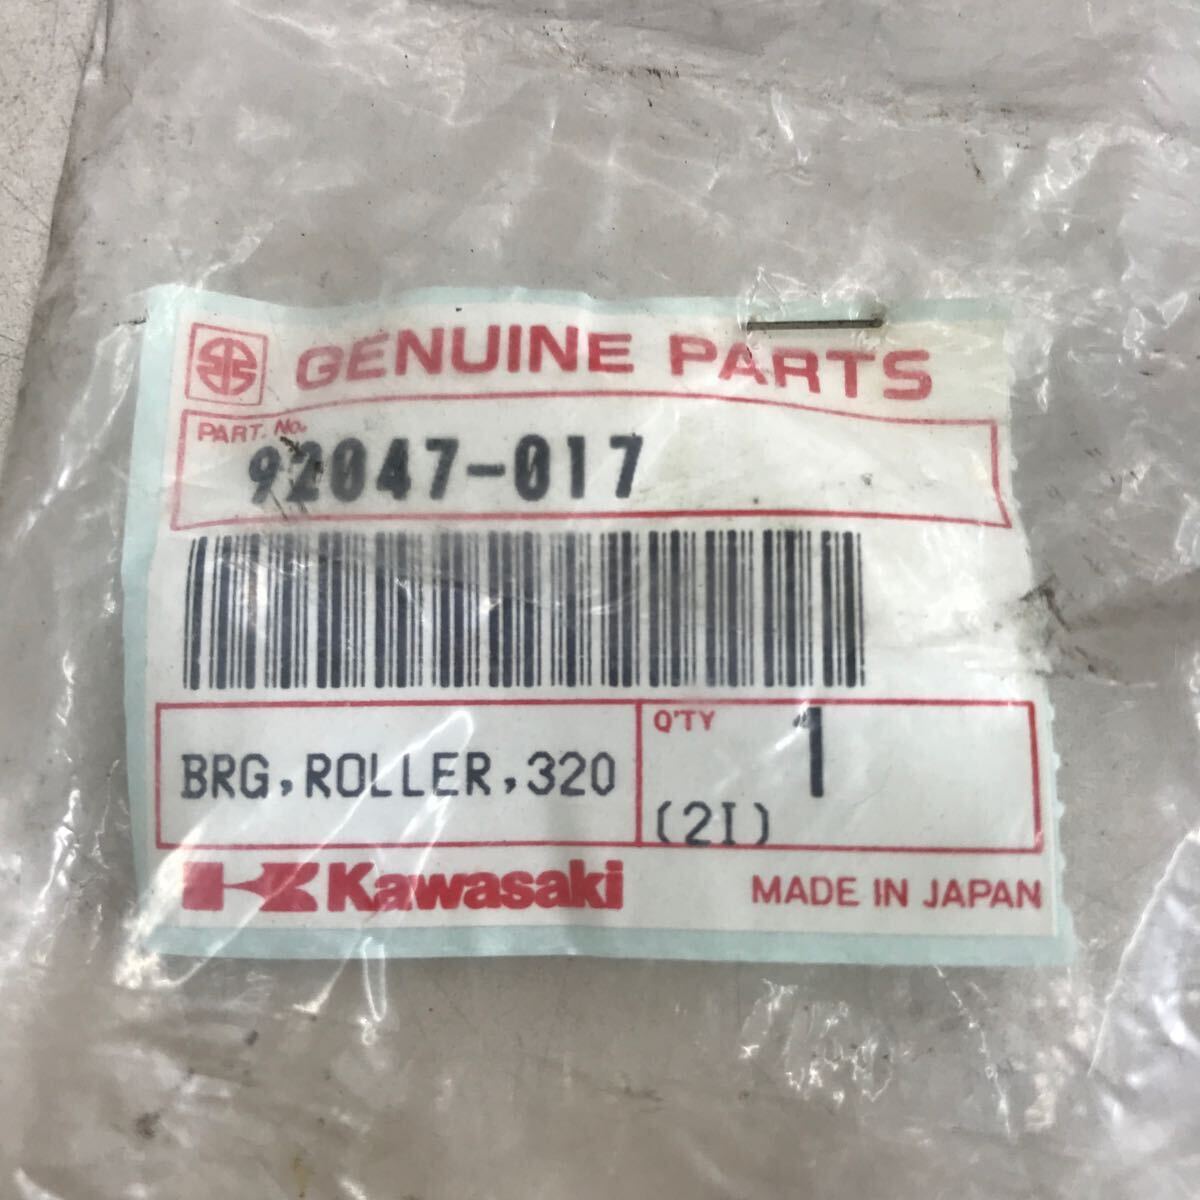 GENUINE PARTS
PART. No.
92047-017
BRG,ROLLER,320
Q'TY
1
(2I)
Kawasaki
MADE IN JAPAN